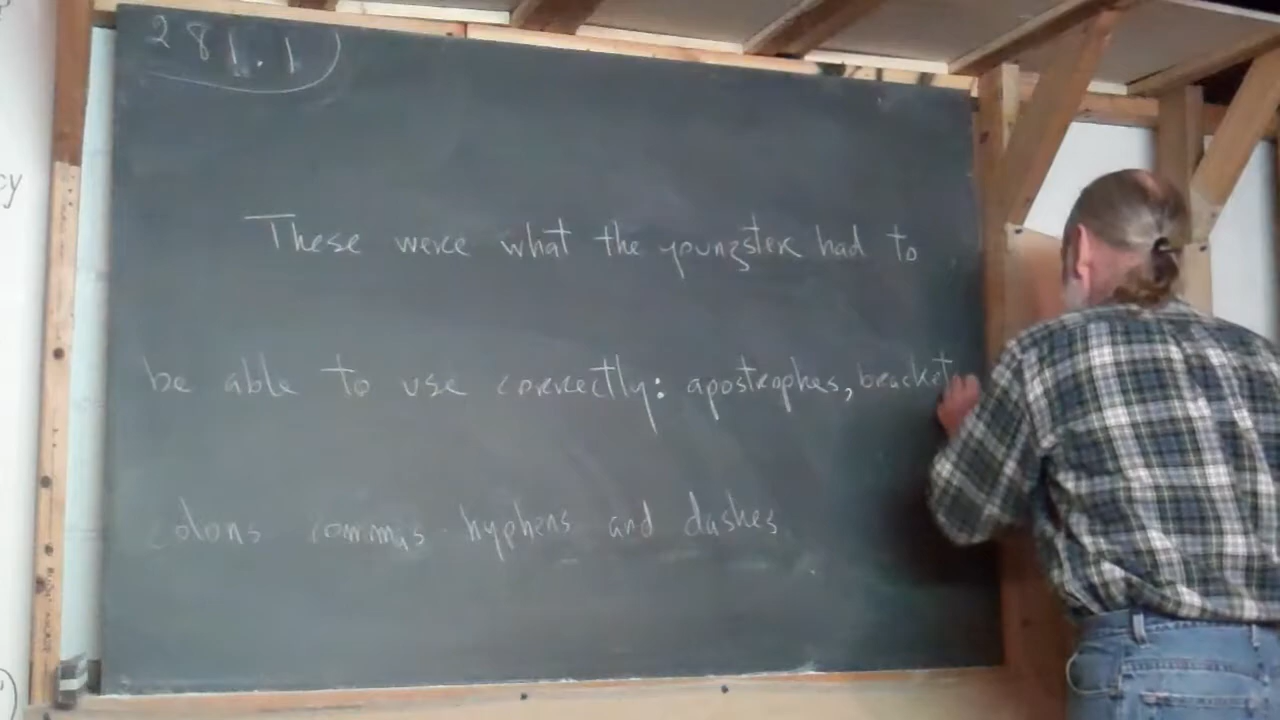 281.1
cy
These were what the youngster had to
be able to use correctly: apostrophes, brackets
colons commas hyphens and dashes